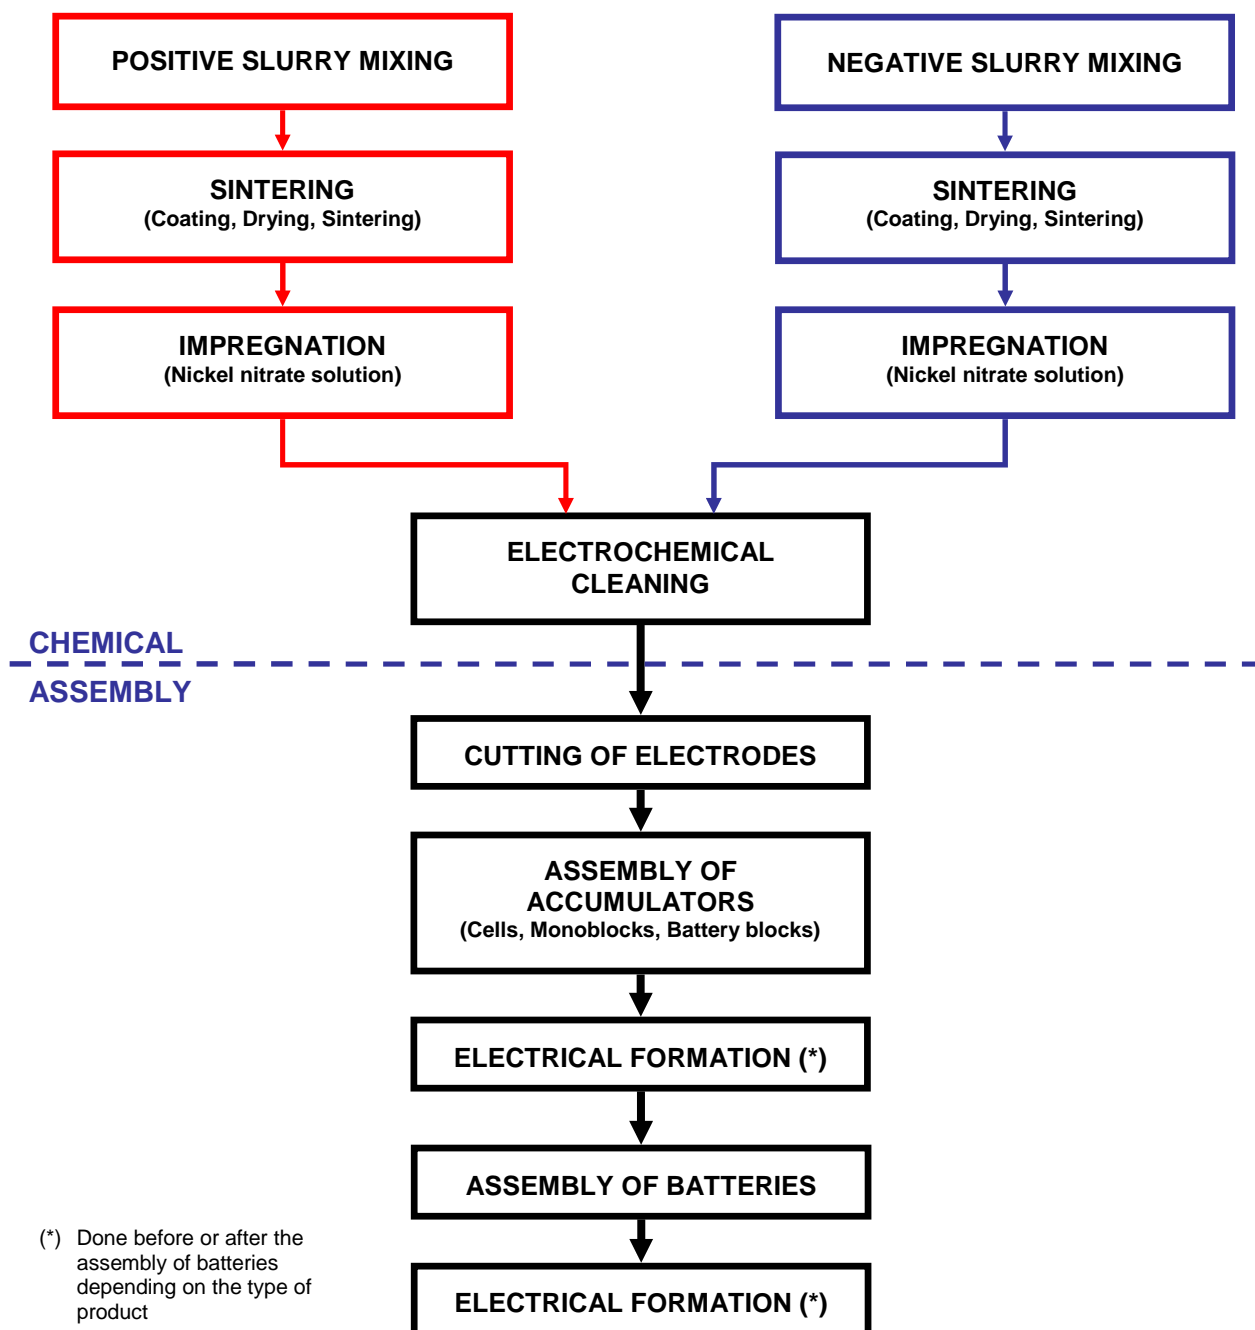 POSITIVE SLURRY MIXING
NEGATIVE SLURRY MIXING
SINTERING
(Coating, Drying, Sintering)
SINTERING
(Coating, Drying, Sintering)
IMPREGNATION
(Nickel nitrate solution)
IMPREGNATION
(Nickel nitrate solution)
ELECTROCHEMICAL
CLEANING
CHEMICAL
ASSEMBLY
CUTTING OF ELECTRODES
ASSEMBLY OF
ACCUMULATORS
(Cells, Monoblocks, Battery blocks)
ELECTRICAL FORMATION (*)
ASSEMBLY OF BATTERIES
ELECTRICAL FORMATION (*)
(*) Done before or after the
assembly of batteries
depending on the type of
product